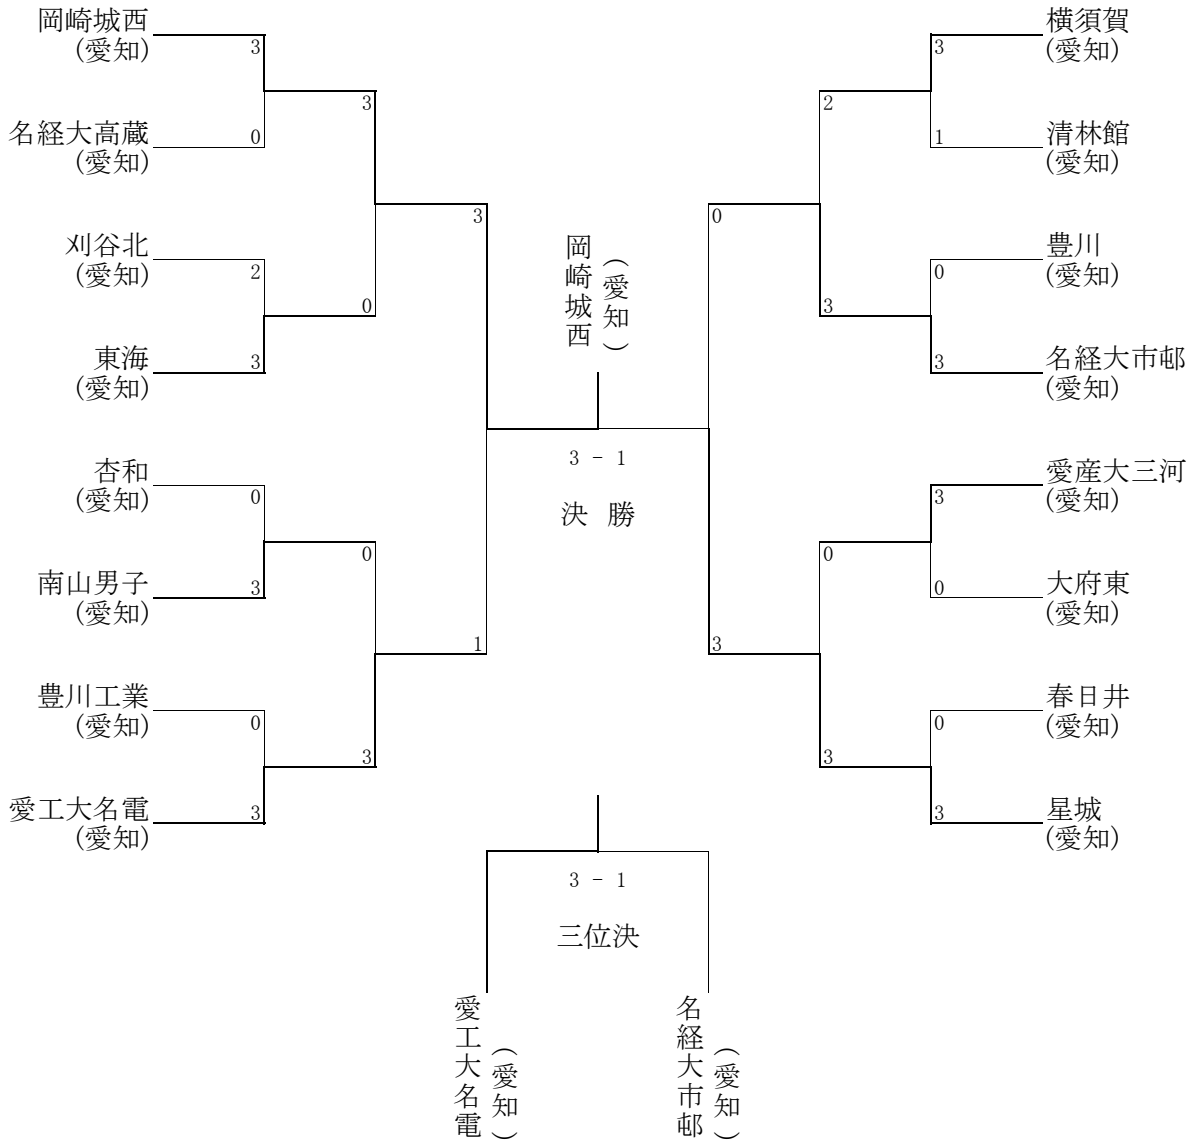 岡崎城西
(愛知)
3
3
名経大高蔵
(愛知)
0
3
刈谷北
(愛知)
2
0
東海
(愛知)
3
杏和
(愛知)
0
0
南山男子
(愛知)
3
1
豊川工業
(愛知)
0
3
愛工大名電
(愛知)
3
岡崎城西
(愛知)
3 - 1
決 勝
横須賀
(愛知)
3
2
清林館
(愛知)
1
0
豊川
(愛知)
0
3
名経大市邨
(愛知)
3
愛産大三河
(愛知)
3
0
大府東
(愛知)
0
3
春日井
(愛知)
0
3
星城
(愛知)
3
3 - 1
三位決
愛工大名電
(愛知)
名経大市邨
(愛知)